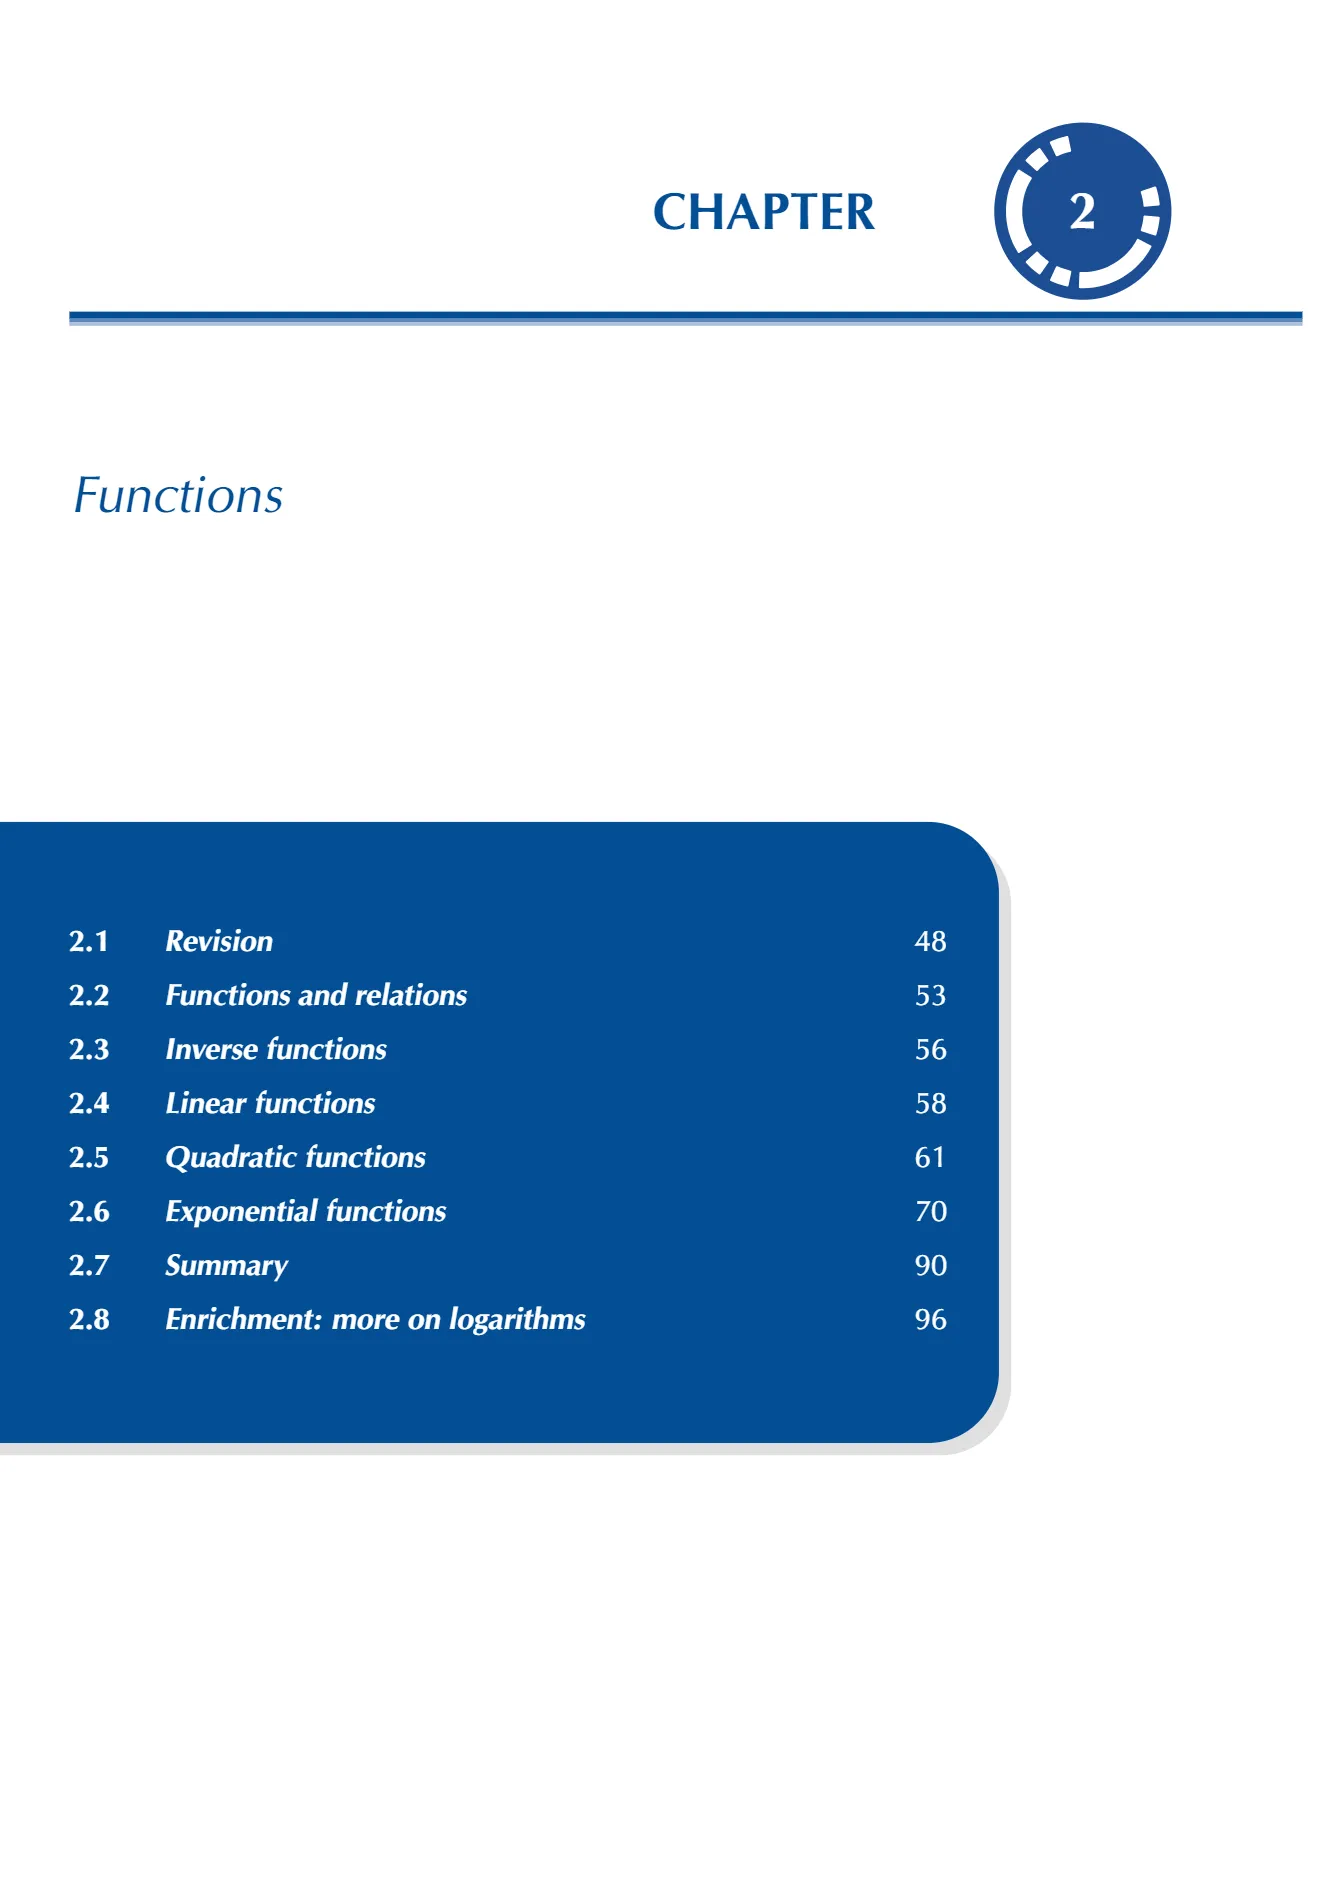 CHAPTER 2
Functions
2.1 Revision 48
2.2 Functions and relations 53
2.3 Inverse functions 56
2.4 Linear functions 58
2.5 Quadratic functions 61
2.6 Exponential functions 70
2.7 Summary 90
2.8 Enrichment: more on logarithms 96